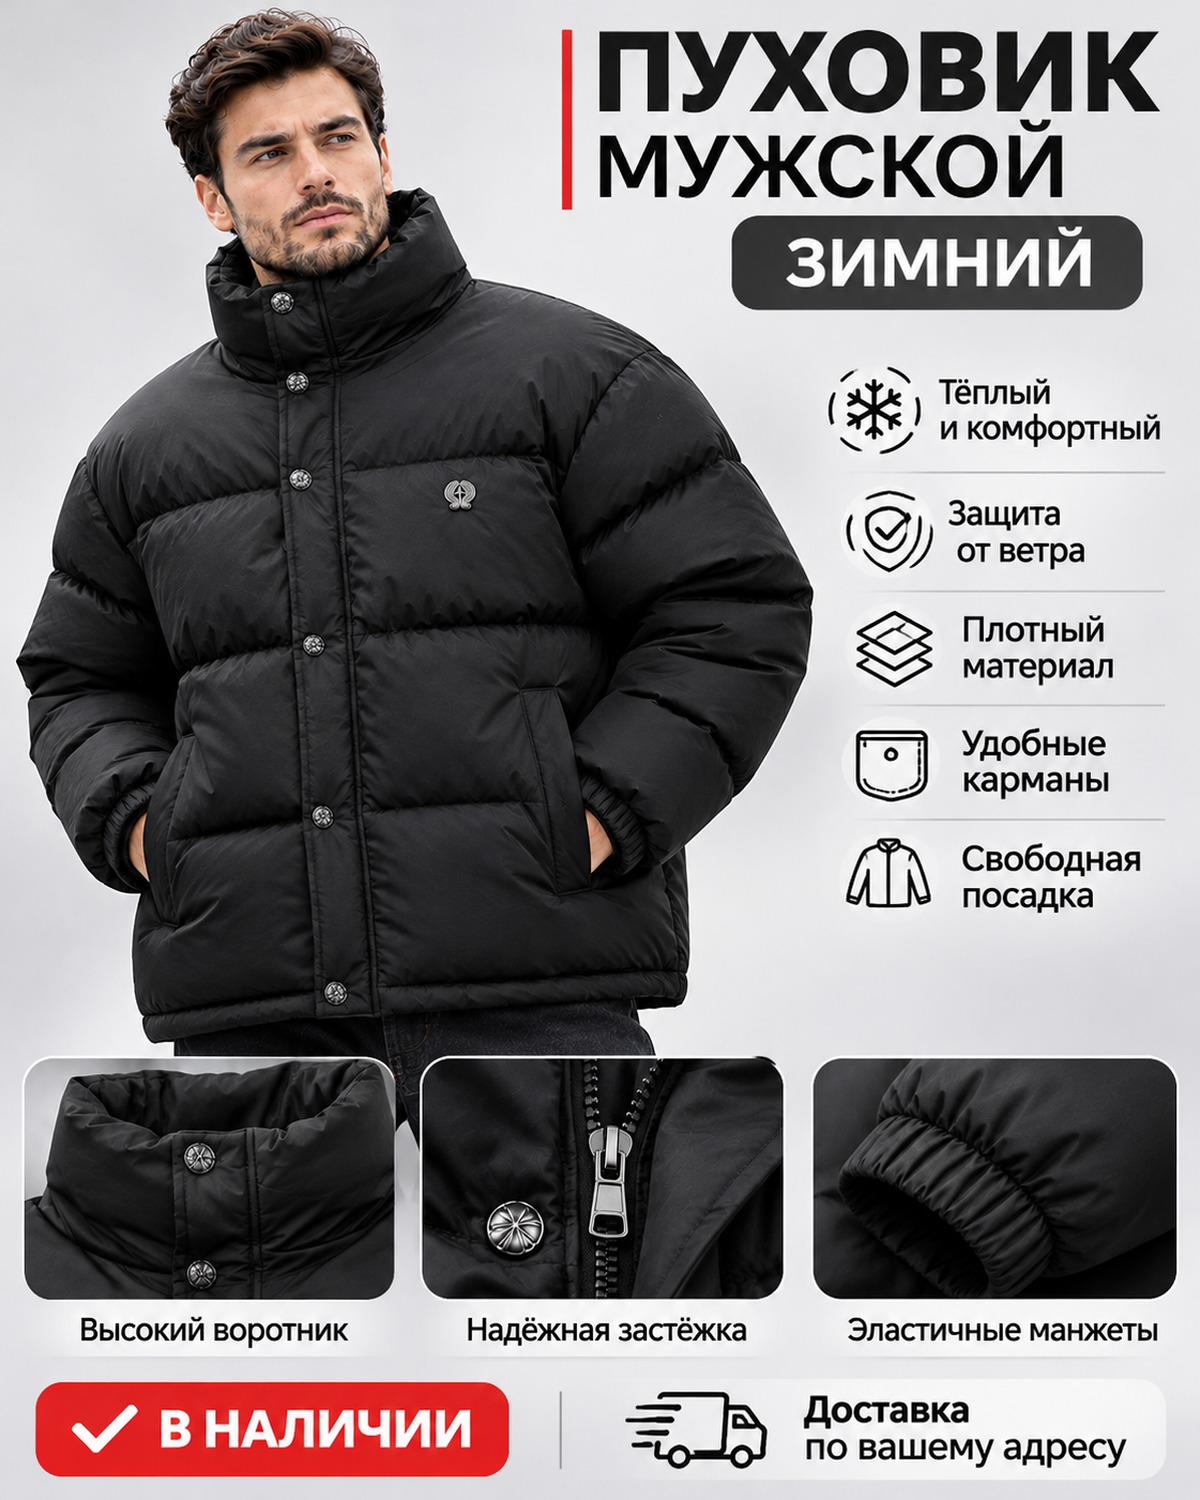 ПУХОВИК
МУЖСКОЙ
ЗИМНИЙ
Тёплый
и комфортный
Защита
от ветра
Плотный
материал
Удобные
карманы
Свободная
посадка
Высокий воротник
Надёжная застёжка
Эластичные манжеты
В НАЛИЧИИ
Доставка
по вашему адресу